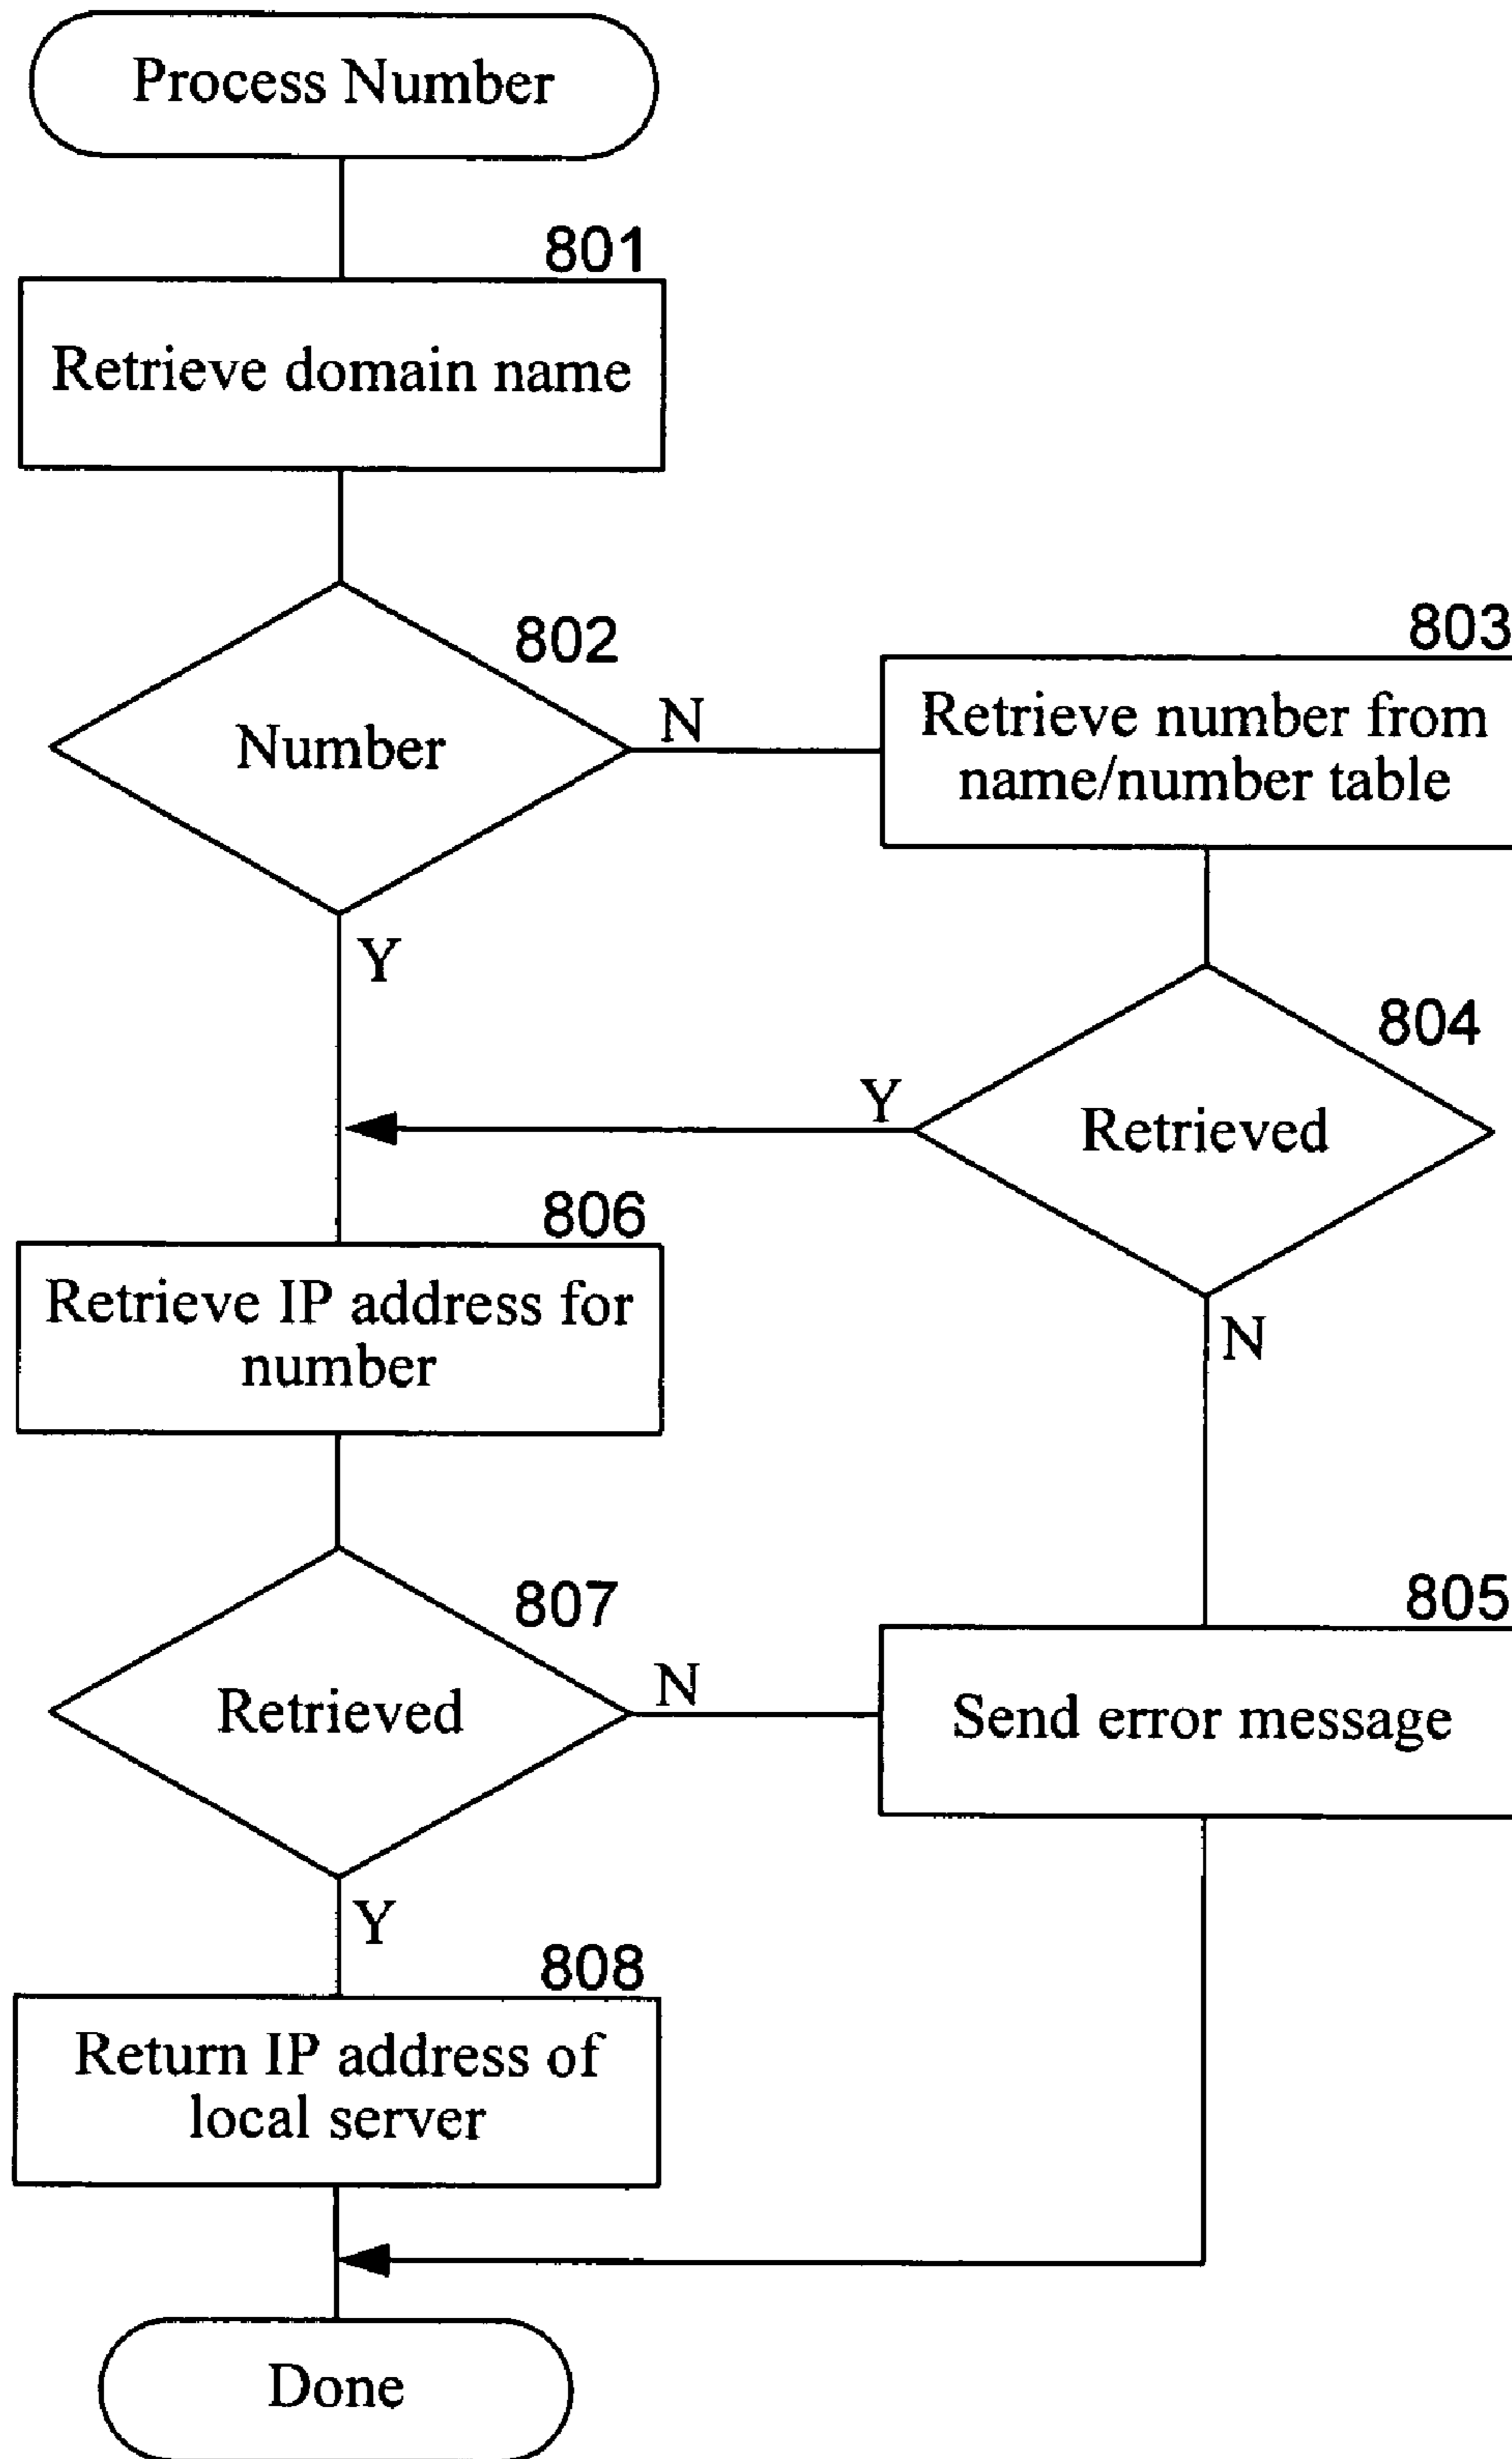 Process Number
801
Retrieve domain name
802
Number
N
Y
803
Retrieve number from
name/number table
804
Retrieved
Y
N
806
Retrieve IP address for
number
807
Retrieved
N
Y
805
Send error message
808
Return IP address of
local server
Done